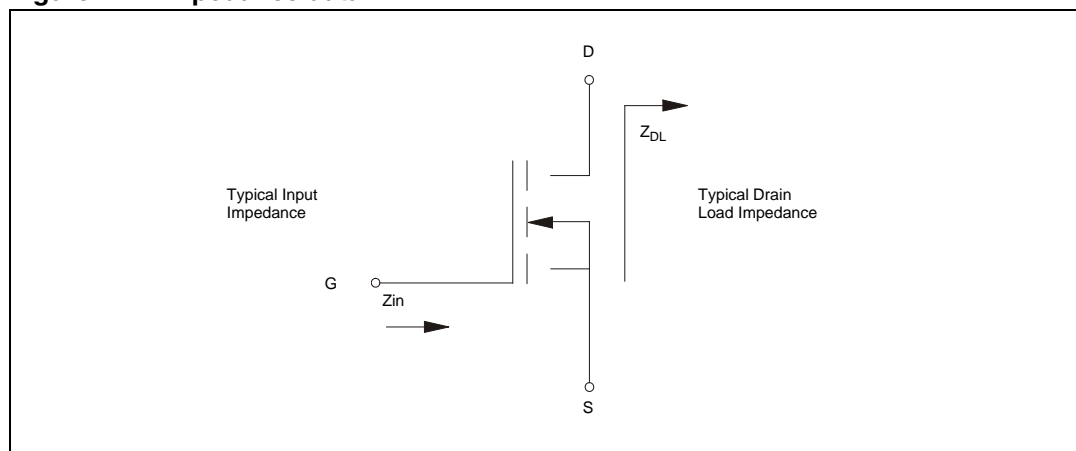 D
Z_DL
Typical Input
Impedance
Typical Drain
Load Impedance
G
Zin
S